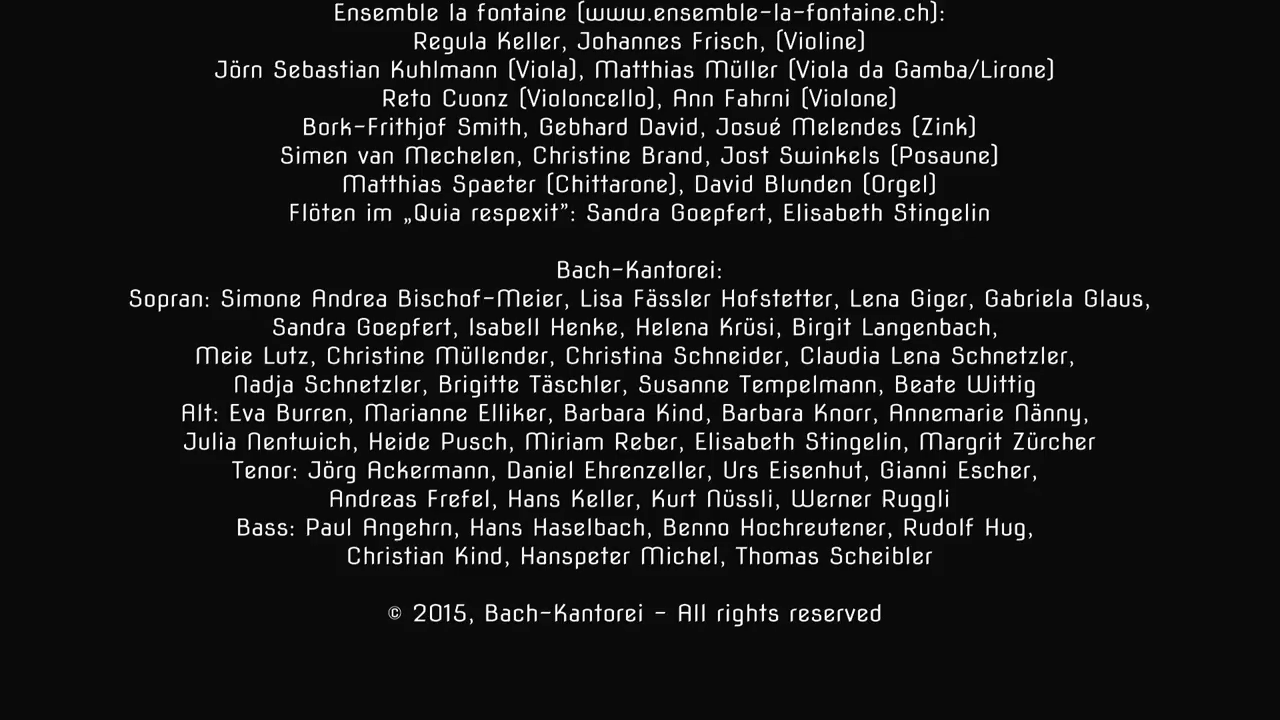 Ensemble la fontaine (www.ensemble-la-fontaine.ch):
Regula Keller, Johannes Frisch, (Violine)
Jörn Sebastian Kuhlmann (Viola), Matthias Müller (Viola da Gamba/Lirone)
Reto Cuonz (Violoncello), Ann Fahrni (Violone)
Bork-Frithjof Smith, Gebhard David, Josué Melendes (Zink)
Simen van Mechelen, Christine Brand, Jost Swinkels (Posaune)
Matthias Spaeter (Chittarone), David Blunden (Orgel)
Flöten im „Quia respexit”: Sandra Goepfert, Elisabeth Stingelin
Bach-Kantorei:
Sopran: Simone Andrea Bischof-Meier, Lisa Fässler Hofstetter, Lena Giger, Gabriela Glaus,
Sandra Goepfert, Isabell Henke, Helena Krüsi, Birgit Langenbach,
Meie Lutz, Christine Müllender, Christina Schneider, Claudia Lena Schnetzler,
Nadja Schnetzler, Brigitte Täschler, Susanne Tempelmann, Beate Wittig
Alt: Eva Burren, Marianne Elliker, Barbara Kind, Barbara Knorr, Annemarie Nänny,
Julia Nentwich, Heide Pusch, Miriam Reber, Elisabeth Stingelin, Margrit Zürcher
Tenor: Jörg Ackermann, Daniel Ehrenzeller, Urs Eisenhut, Gianni Escher,
Andreas Frefel, Hans Keller, Kurt Nüssli, Werner Ruggli
Bass: Paul Angehrn, Hans Haselbach, Benno Hochreutener, Rudolf Hug,
Christian Kind, Hanspeter Michel, Thomas Scheibler
© 2015, Bach-Kantorei - All rights reserved